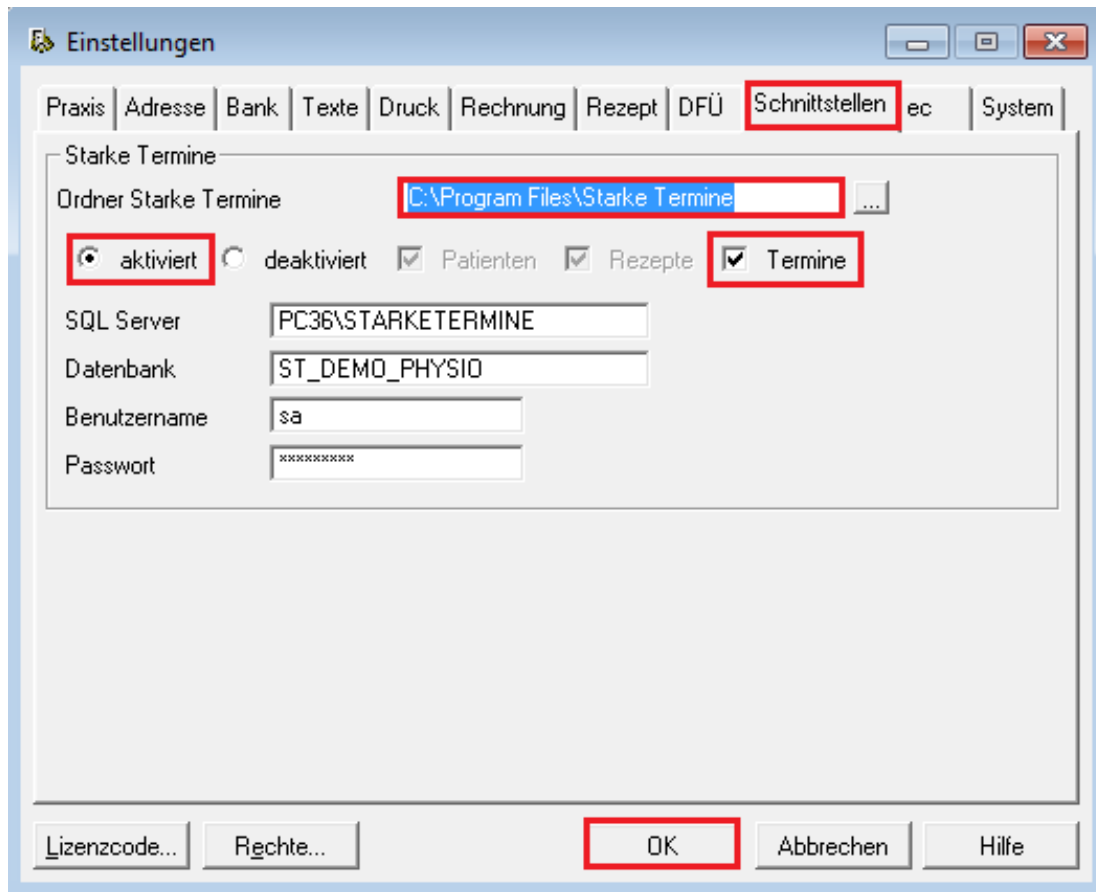 Einstellungen
Praxis Adresse Bank Texte Druck Rechnung Rezept DFÜ Schnittstellen ec System
Starke Termine
Ordner Starke Termine C:\Program Files\Starke Termine ...
aktiviert deaktiviert Patienten Rezepte Termine
SQL Server PC36\STARKETERMINE
Datenbank ST_DEMO_PHYSIO
Benutzername sa
Passwort *********
Lizenzcode... Rechte... OK Abbrechen Hilfe